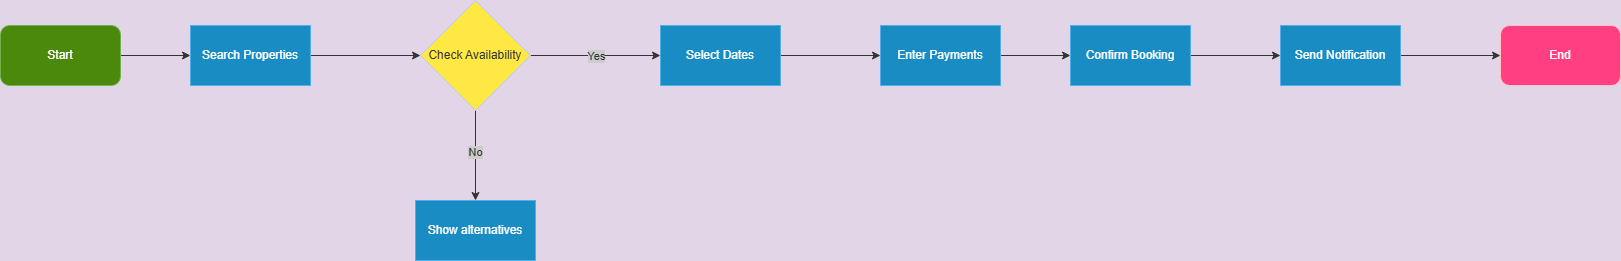 Start
Search Properties
Check Availability
Yes
Select Dates
Enter Payments
Confirm Booking
Send Notification
End
No
Show alternatives